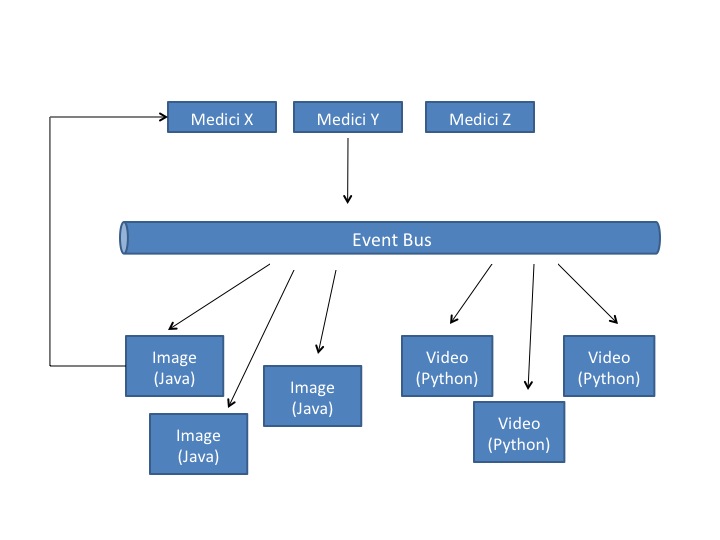 Medici X
Medici Y
Medici Z
Event Bus
Image
(Java)
Image
(Java)
Image
(Java)
Video
(Python)
Video
(Python)
Video
(Python)